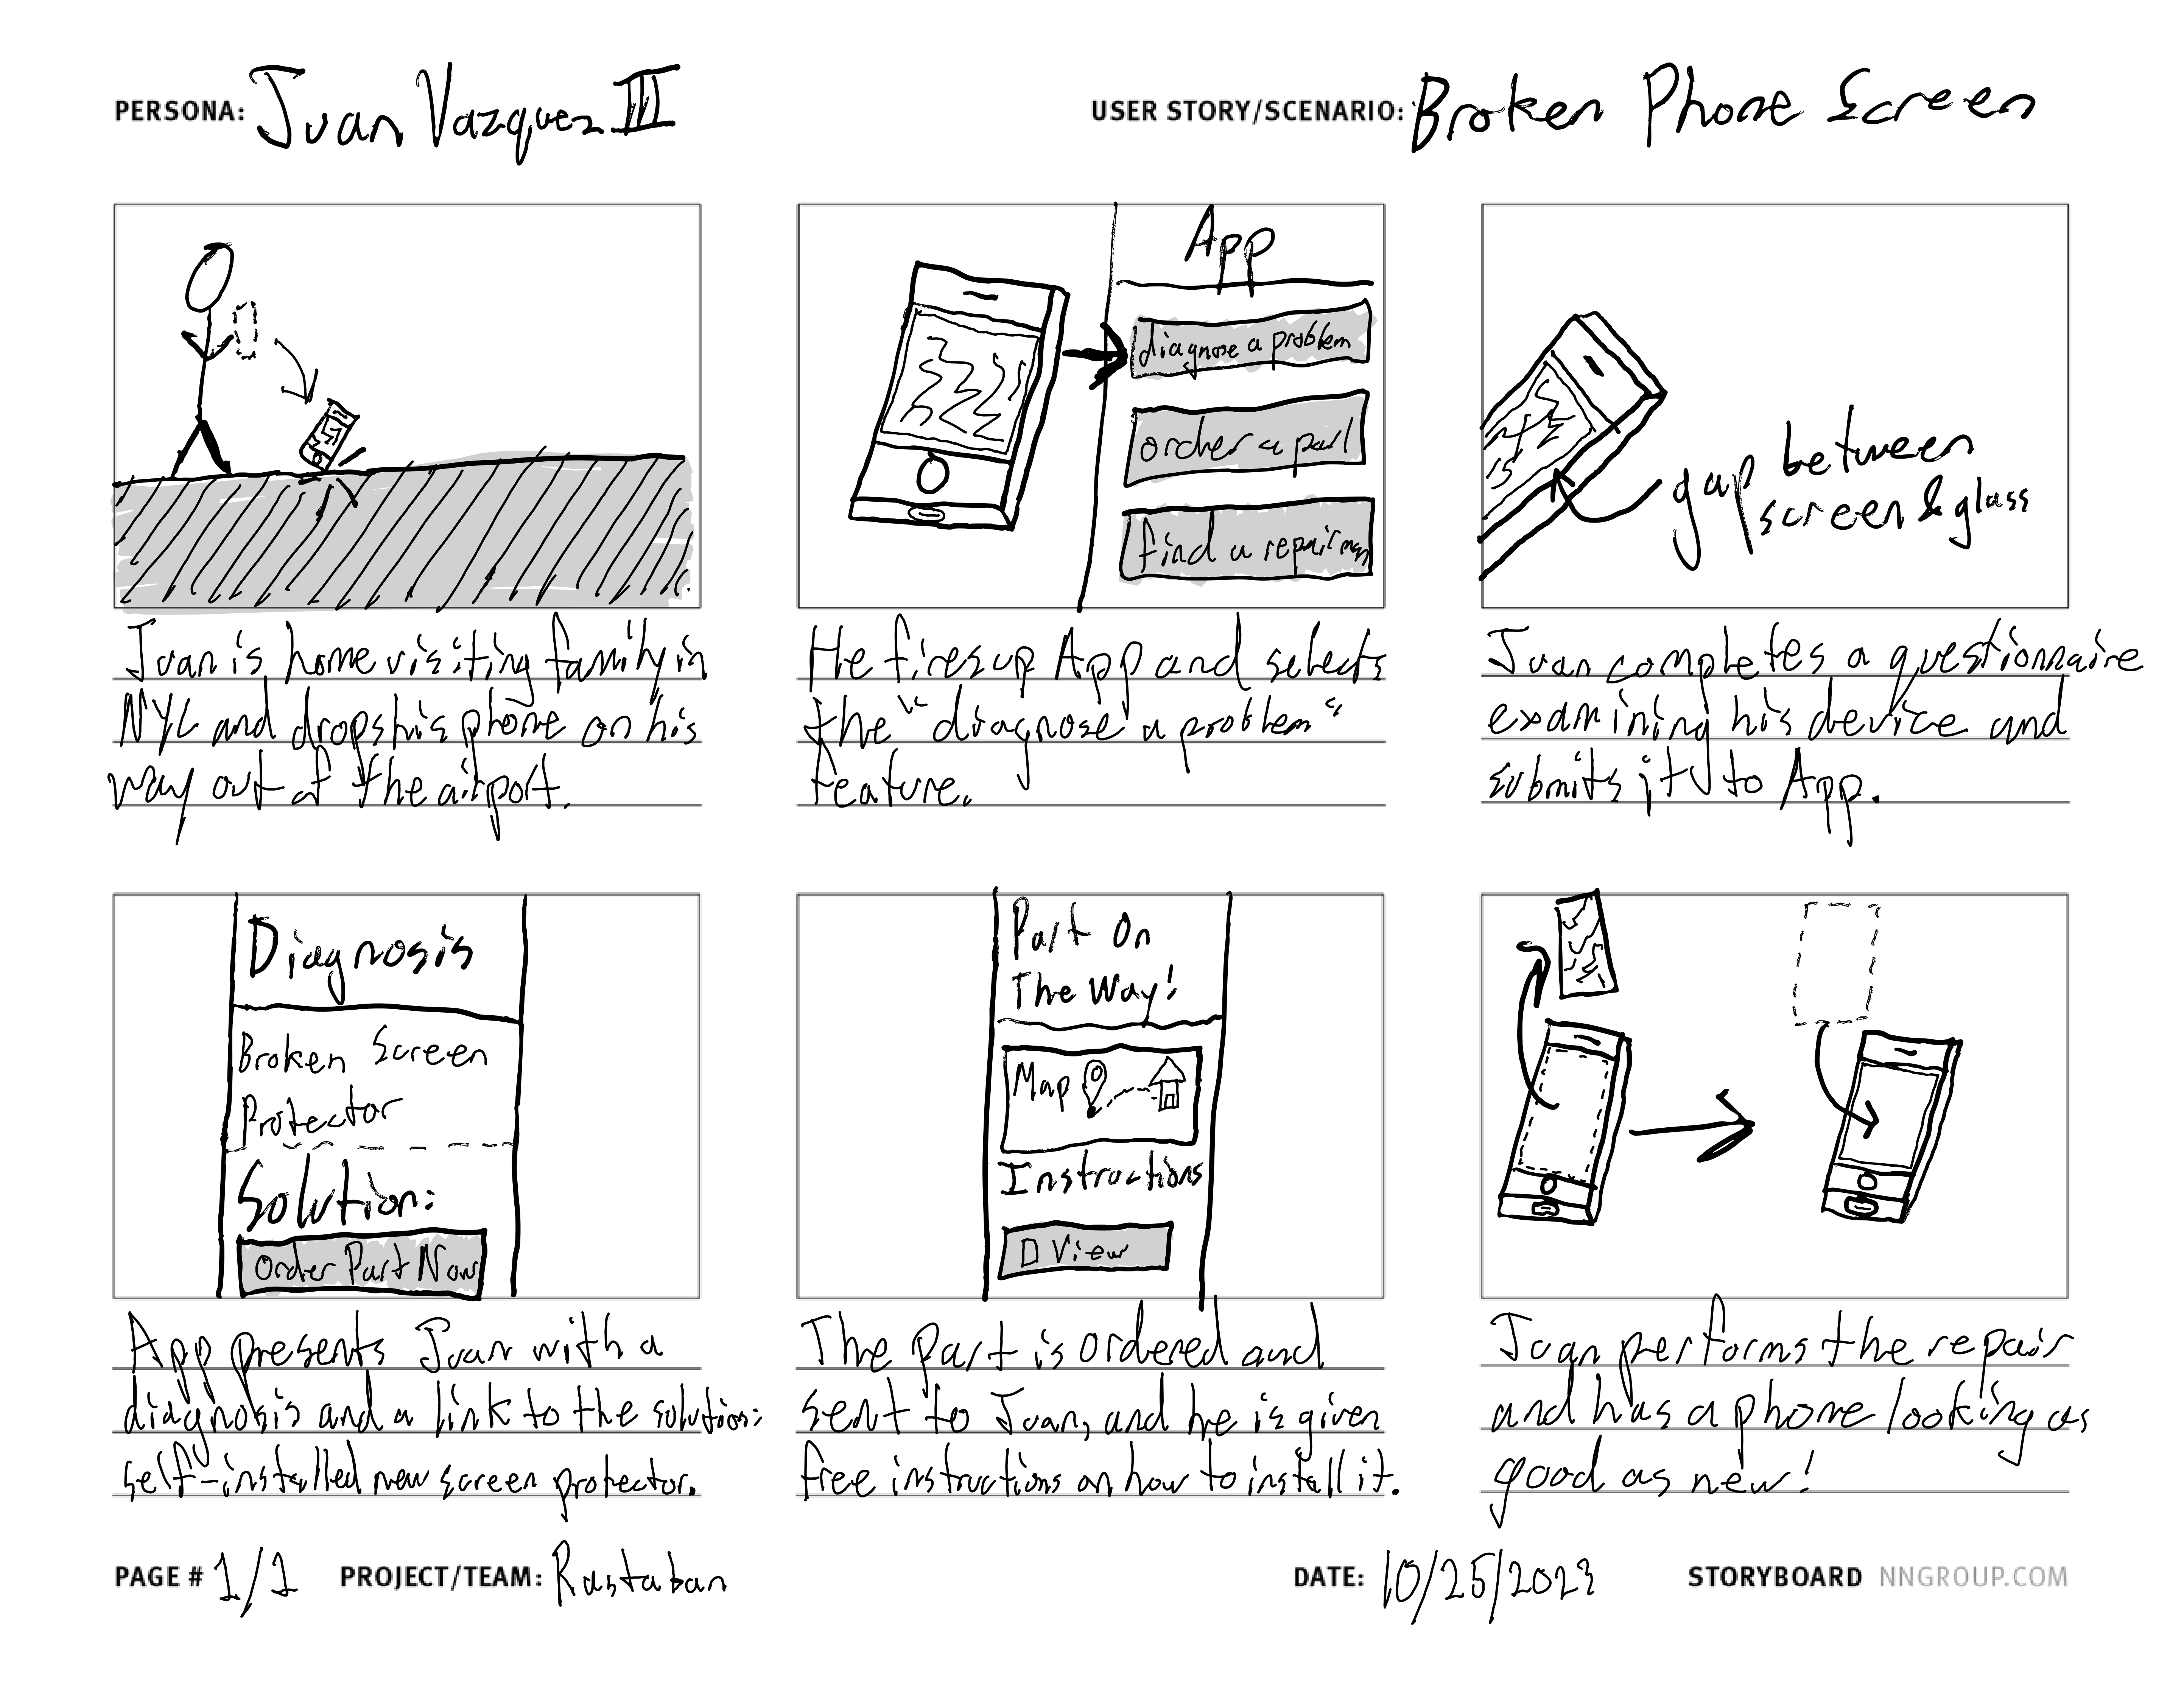 PERSONA: Juan Vazquez III
USER STORY/SCENARIO: Broken Phone Screen
App
diagnose a problem
order a part
find a repairman
gap between
screen & glass
Juan is home visiting family in
NYC and drops his phone on his
way out of the airport.
He fires up App and selects
the "diagnose a problem"
feature.
Juan completes a questionnaire
examining his device and
submits it to App.
Diagnosis
Broken Screen
Protector
Solution:
Order Part Now
Part On
The Way!
Map
Instructions
View
App presents Juan with a
diagnosis and a link to the solution:
self-installed new screen protector.
The part is ordered and
sent to Juan, and he is given
free instructions on how to install it.
Juan performs the repair
and has a phone looking as
good as new!
PAGE # 1/1 PROJECT/TEAM: Rastaban
DATE: 10/25/2023
STORYBOARD NNGROUP.COM